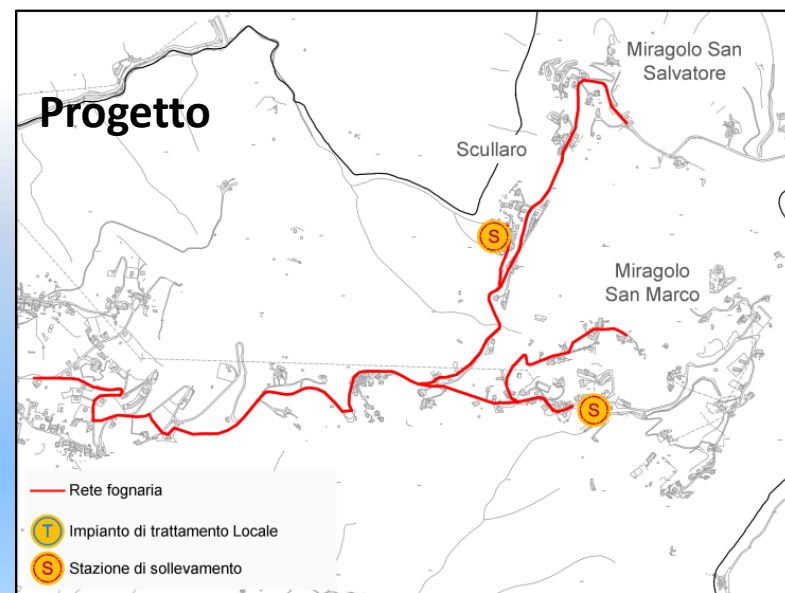 Progetto
Miragolo San
Salvatore
Scullaro
S
Miragolo
San Marco
S
Rete fognaria
T Impianto di trattamento Locale
S Stazione di sollevamento